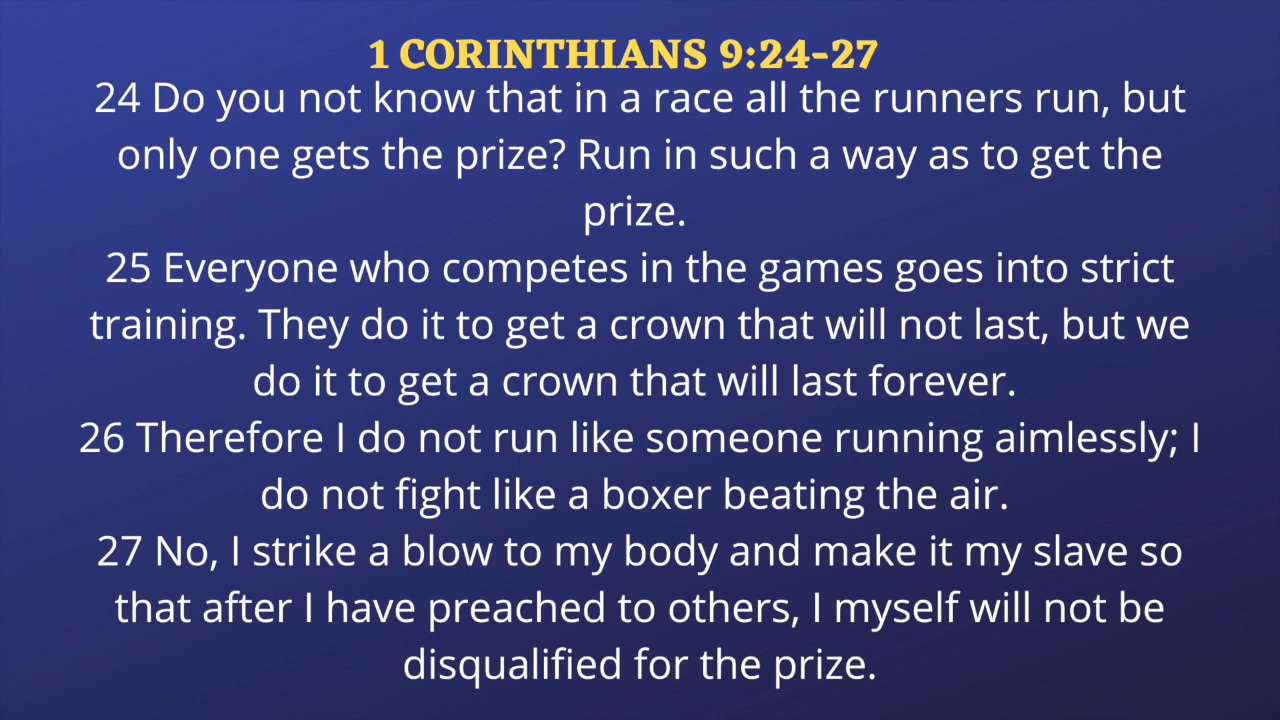 1 CORINTHIANS 9:24-27
24 Do you not know that in a race all the runners run, but
only one gets the prize? Run in such a way as to get the
prize.
25 Everyone who competes in the games goes into strict
training. They do it to get a crown that will not last, but we
do it to get a crown that will last forever.
26 Therefore I do not run like someone running aimlessly; I
do not fight like a boxer beating the air.
27 No, I strike a blow to my body and make it my slave so
that after I have preached to others, I myself will not be
disqualified for the prize.